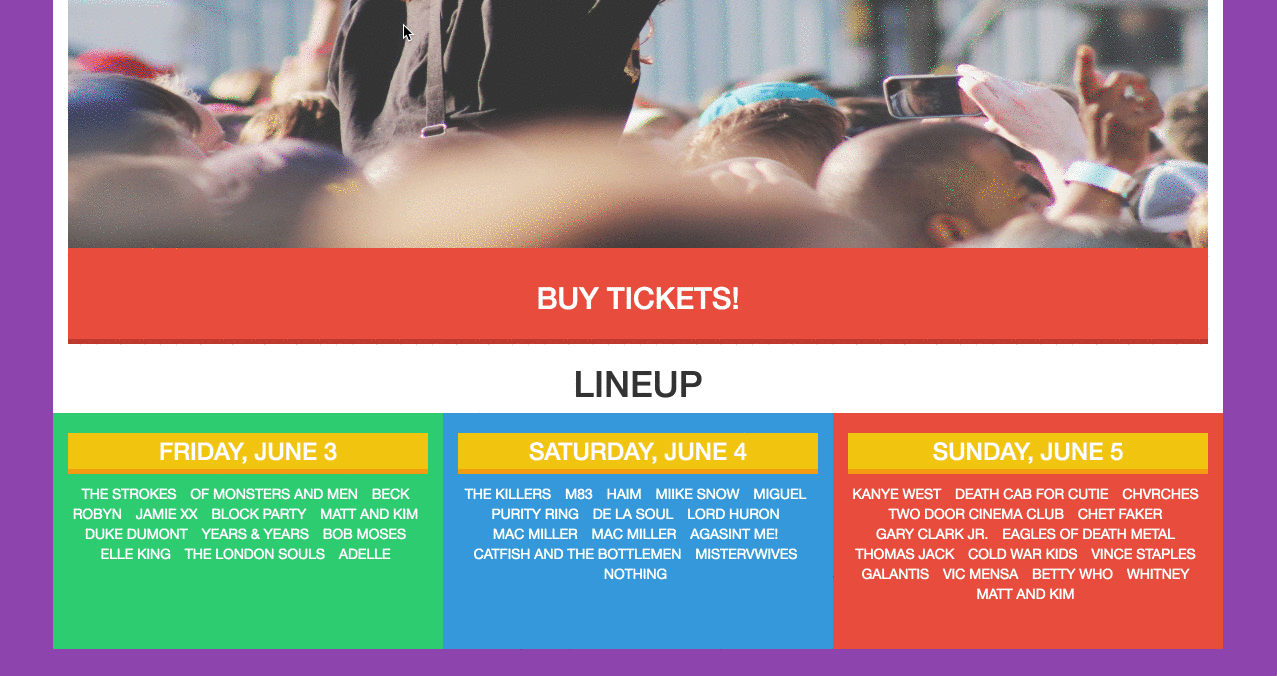 BUY TICKETS!
LINEUP
FRIDAY, JUNE 3
THE STROKES OF MONSTERS AND MEN BECK
ROBYN JAMIE XX BLOCK PARTY MATT AND KIM
DUKE DUMONT YEARS & YEARS BOB MOSES
ELLE KING THE LONDON SOULS ADELLE
SATURDAY, JUNE 4
THE KILLERS M83 HAIM MIIKE SNOW MIGUEL
PURITY RING DE LA SOUL LORD HURON
MAC MILLER MAC MILLER AGASINT ME!
CATFISH AND THE BOTTLEMEN MISTERVWIVES
NOTHING
SUNDAY, JUNE 5
KANYE WEST DEATH CAB FOR CUTIE CHVRCHES
TWO DOOR CINEMA CLUB CHET FAKER
GARY CLARK JR. EAGLES OF DEATH METAL
THOMAS JACK COLD WAR KIDS VINCE STAPLES
GALANTIS VIC MENSA BETTY WHO WHITNEY
MATT AND KIM